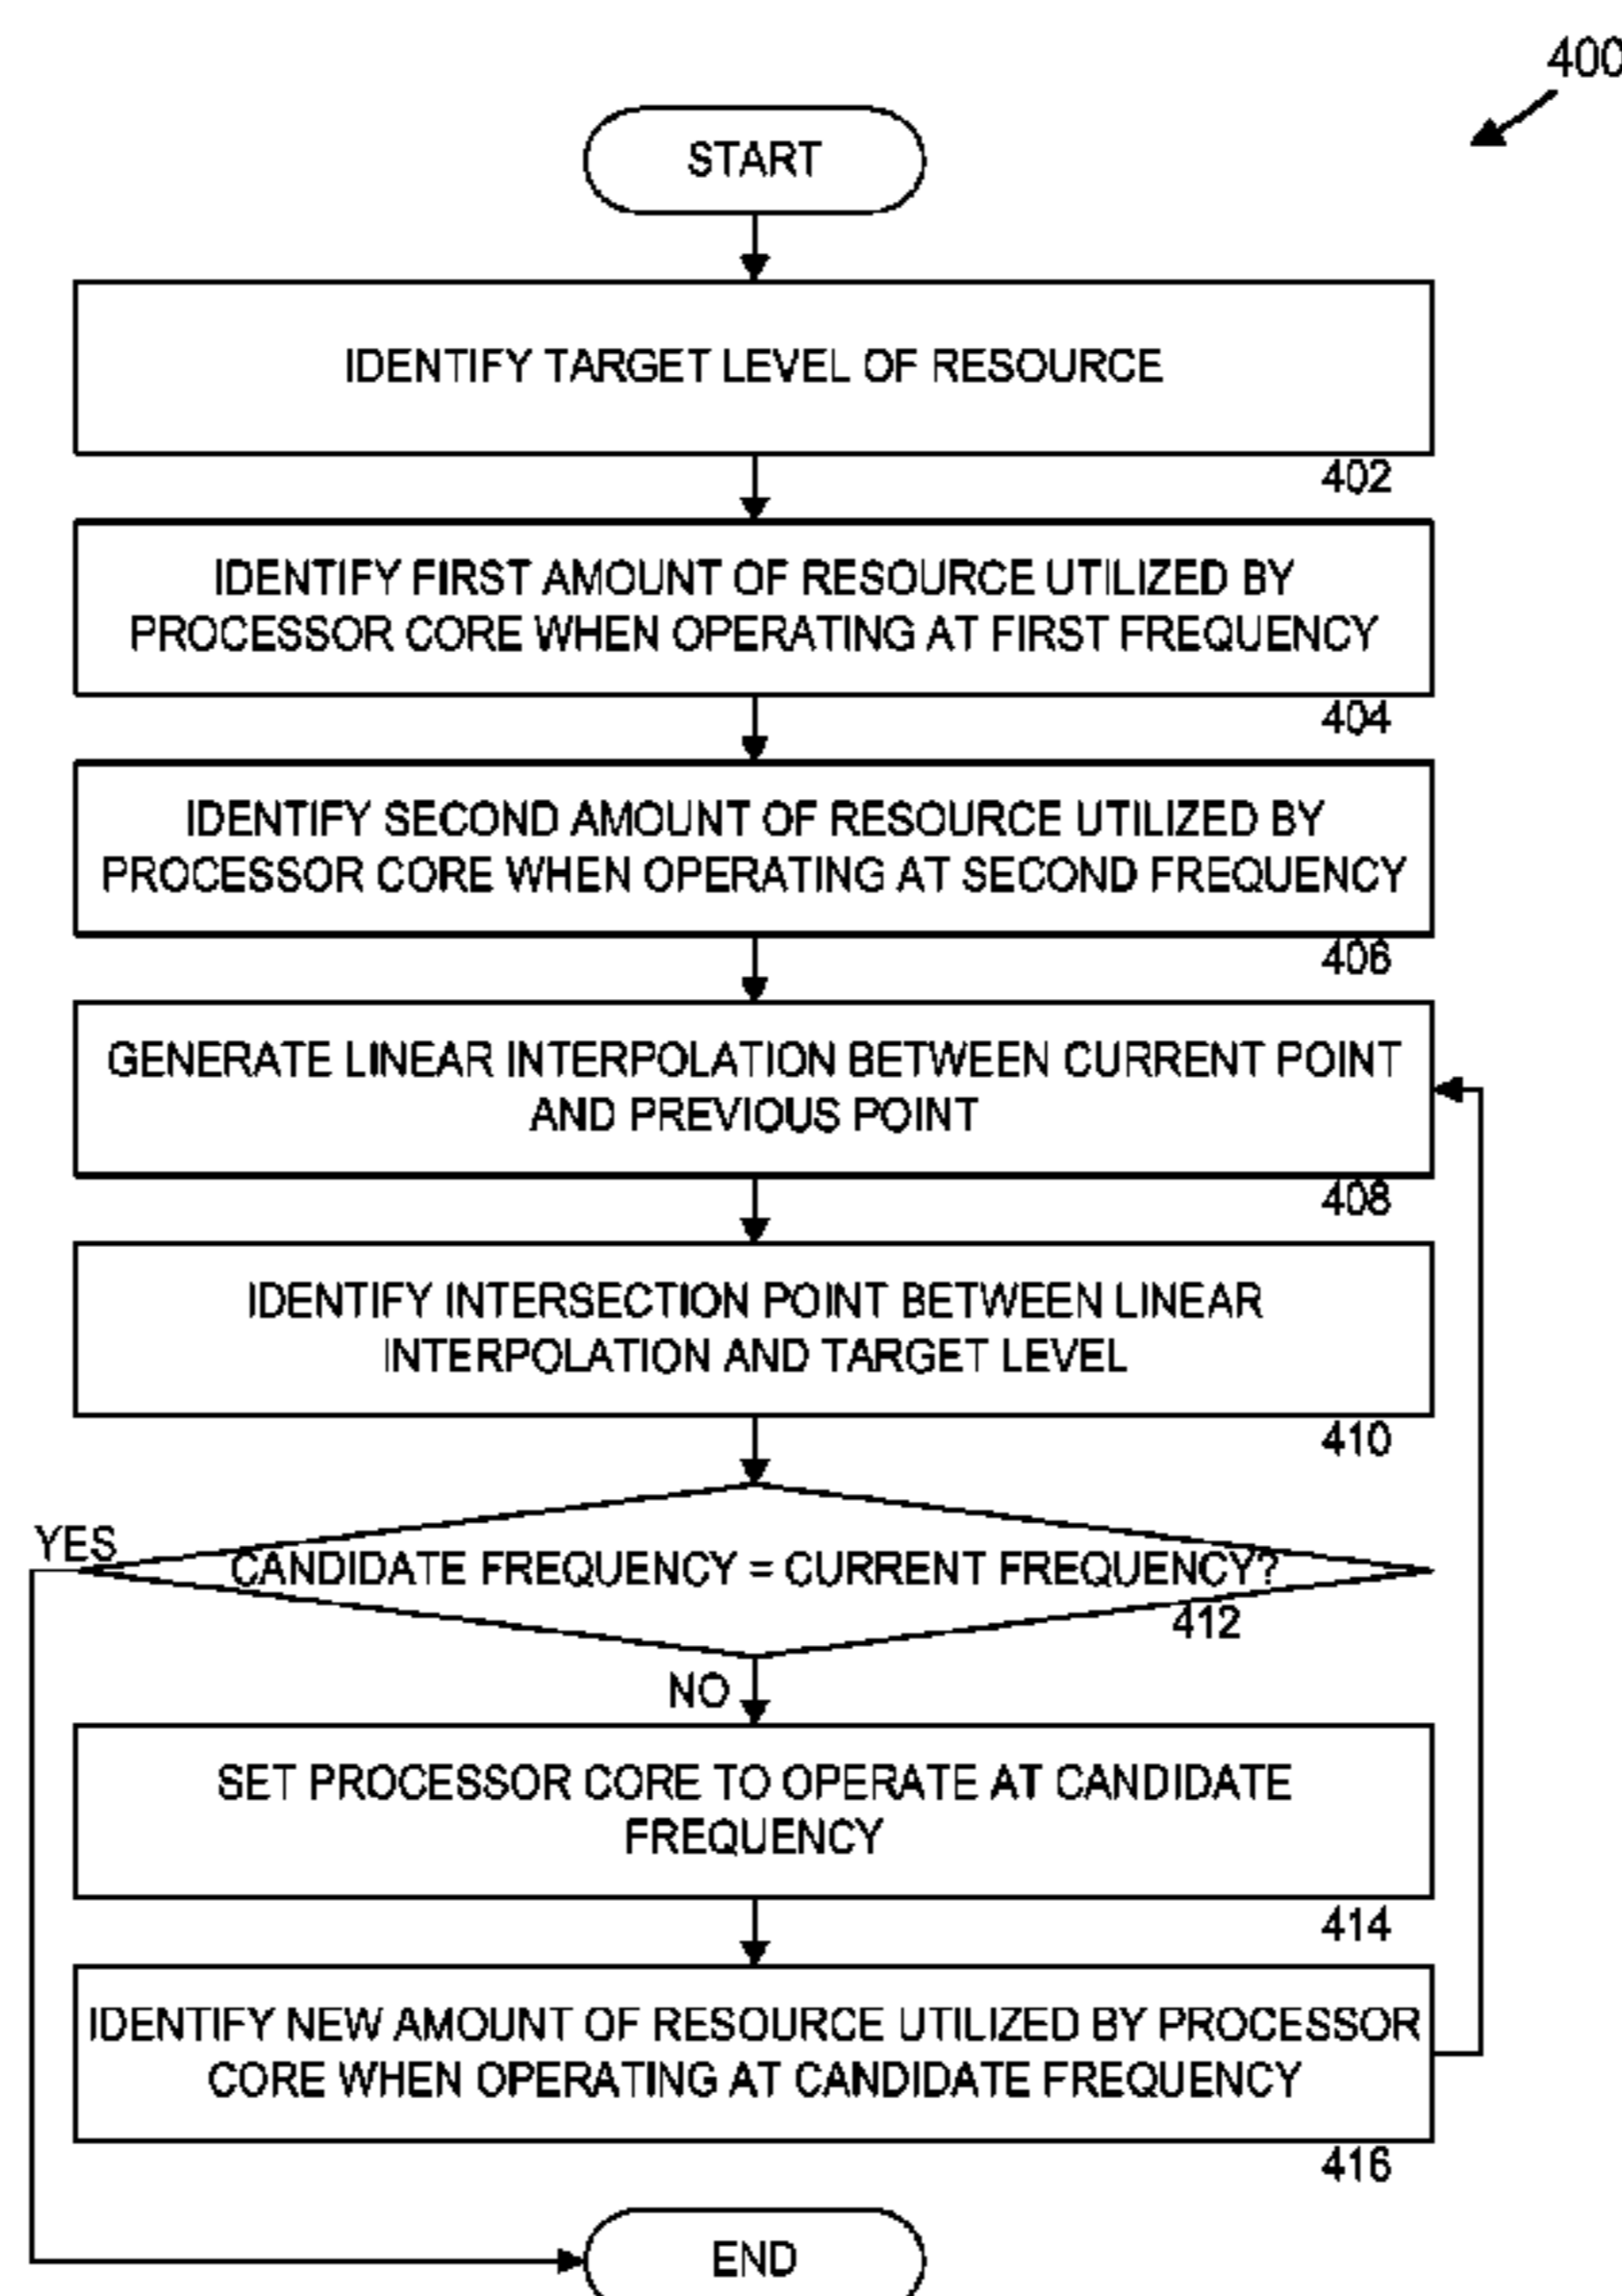 400
START
IDENTIFY TARGET LEVEL OF RESOURCE
402
IDENTIFY FIRST AMOUNT OF RESOURCE UTILIZED BY
PROCESSOR CORE WHEN OPERATING AT FIRST FREQUENCY
404
IDENTIFY SECOND AMOUNT OF RESOURCE UTILIZED BY
PROCESSOR CORE WHEN OPERATING AT SECOND FREQUENCY
406
GENERATE LINEAR INTERPOLATION BETWEEN CURRENT POINT
AND PREVIOUS POINT
408
IDENTIFY INTERSECTION POINT BETWEEN LINEAR
INTERPOLATION AND TARGET LEVEL
410
YES
CANDIDATE FREQUENCY = CURRENT FREQUENCY?
412
NO
SET PROCESSOR CORE TO OPERATE AT CANDIDATE
FREQUENCY
414
IDENTIFY NEW AMOUNT OF RESOURCE UTILIZED BY PROCESSOR
CORE WHEN OPERATING AT CANDIDATE FREQUENCY
416
END